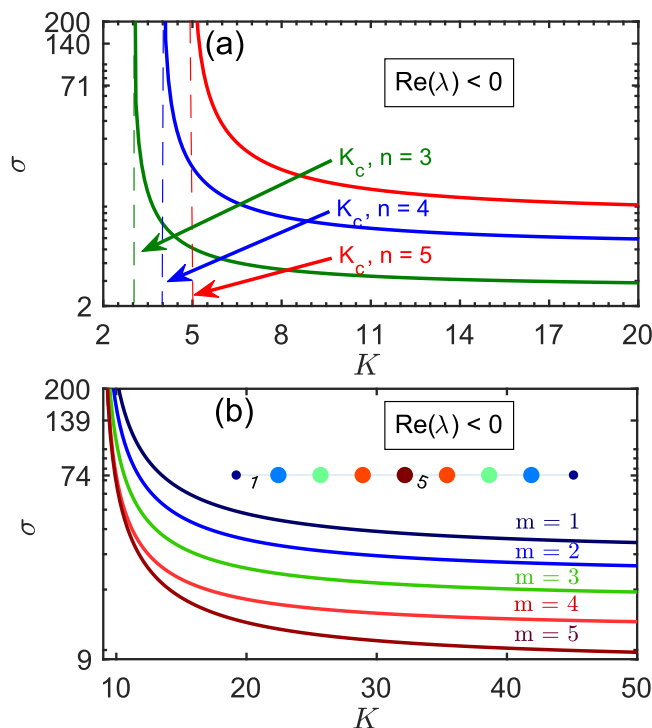 200
(a)
140
Re(λ) < 0
71
σ
K_c, n = 3
K_c, n = 4
K_c, n = 5
2
2 5 8 11 14 17 20
K
200
(b)
139
Re(λ) < 0
74
1 5
σ
m = 1
m = 2
m = 3
m = 4
m = 5
9
10 20 30 40 50
K